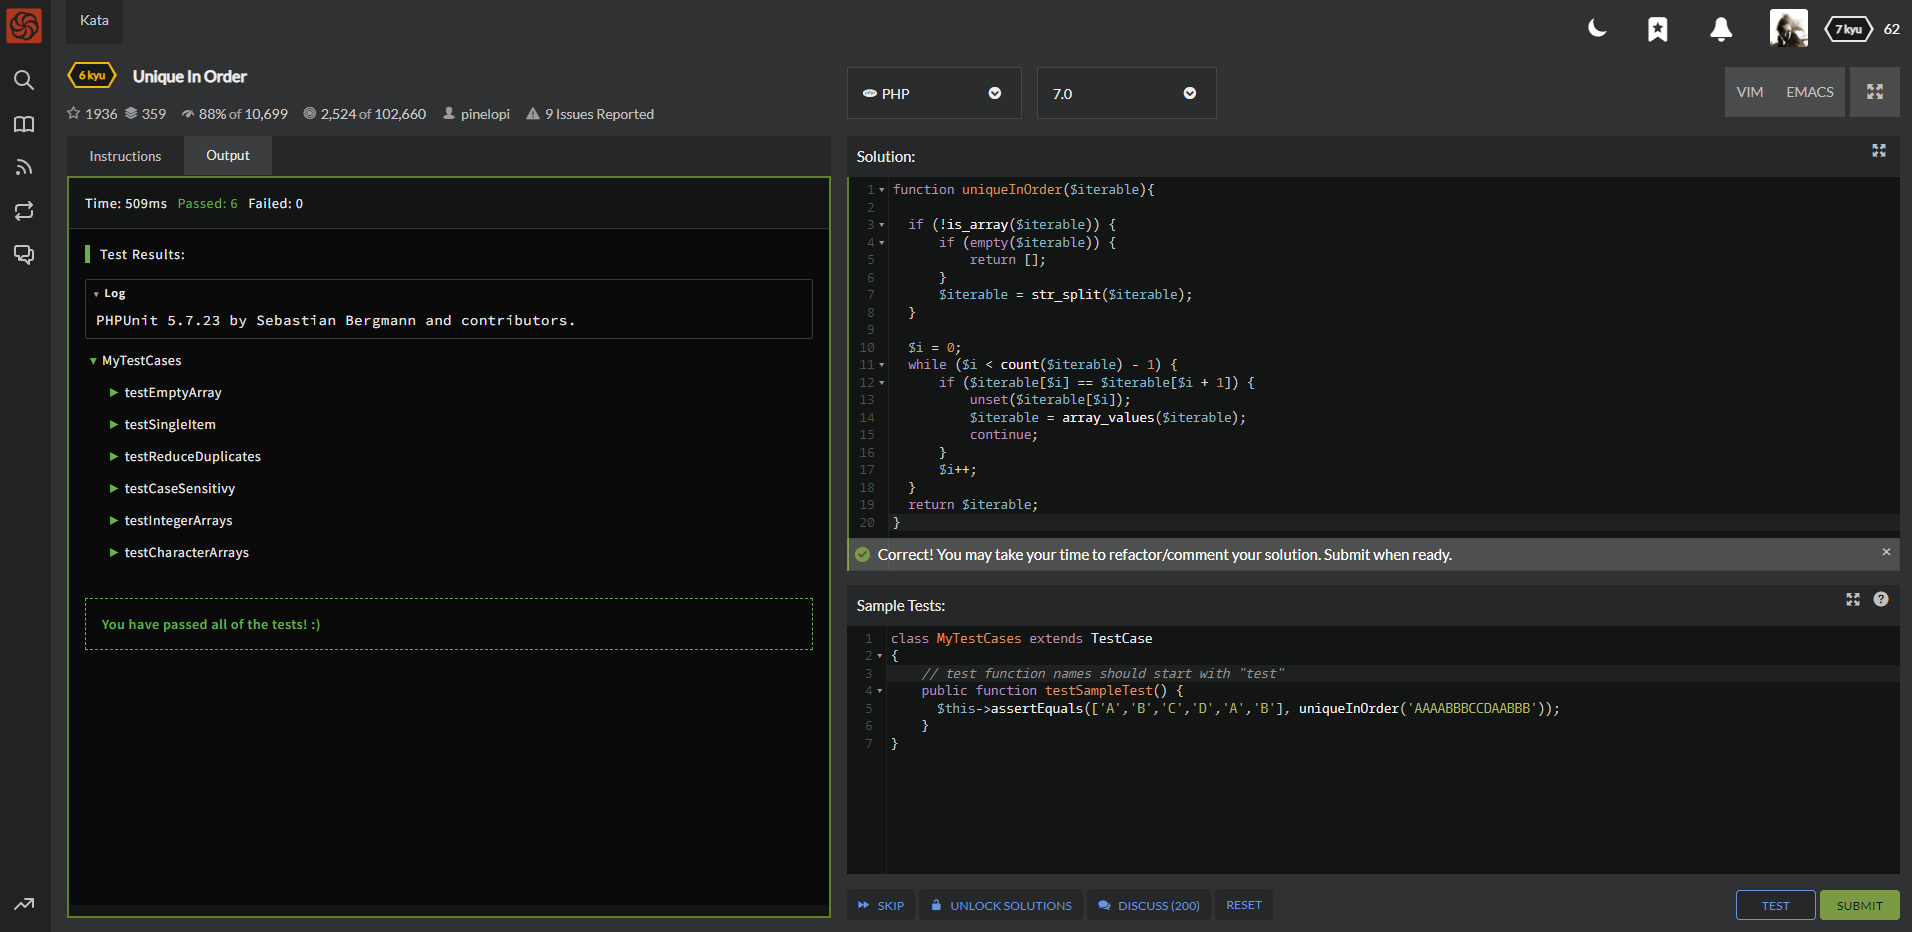 Kata
7 kyu 62
6 kyu Unique In Order
1936 359 88% of 10,699 2,524 of 102,660 pinelopi 9 Issues Reported
PHP 7.0 VIM EMACS
Instructions Output
Time: 509ms Passed: 6 Failed: 0
Test Results:
Log
PHPUnit 5.7.23 by Sebastian Bergmann and contributors.
MyTestCases
testEmptyArray
testSingleItem
testReduceDuplicates
testCaseSensitivy
testIntegerArrays
testCharacterArrays
You have passed all of the tests! :)
Solution:
1 function uniqueInOrder($iterable){
2
3 if (!is_array($iterable)) {
4 if (empty($iterable)) {
5 return [];
6 }
7 $iterable = str_split($iterable);
8 }
9
10 $i = 0;
11 while ($i < count($iterable) - 1) {
12 if ($iterable[$i] == $iterable[$i + 1]) {
13 unset($iterable[$i]);
14 $iterable = array_values($iterable);
15 continue;
16 }
17 $i++;
18 }
19 return $iterable;
20 }
Correct! You may take your time to refactor/comment your solution. Submit when ready.
Sample Tests:
1 class MyTestCases extends TestCase
2 {
3 // test function names should start with "test"
4 public function testSampleTest() {
5 $this->assertEquals(['A','B','C','D','A','B'], uniqueInOrder('AAAABBBCCDAABBB'));
6 }
7 }
SKIP UNLOCK SOLUTIONS DISCUSS (200) RESET TEST SUBMIT